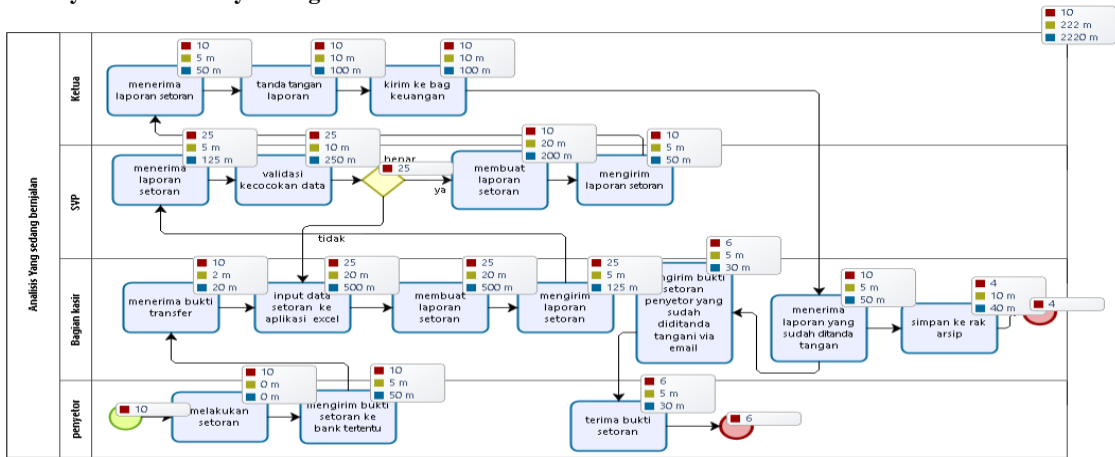 10
222 m
2220 m
Analisis Yang sedang bernjalan
Ketua
10
5 m
50 m
menerima
laporan setoran
10
10 m
100 m
tanda tangan
laporan
10
10 m
100 m
kirim ke bag
keuangan
SVP
25
5 m
125 m
menerima
laporan
setoran
25
10 m
250 m
validasi
kecocokan data
benar
25
ya
tidak
10
20 m
200 m
membuat
laporan
setoran
10
5 m
50 m
mengirim
laporan setoran
Bagian kasir
10
2 m
20 m
menerima bukti
transfer
25
20 m
500 m
input data
setoran ke
aplikasi excel
25
20 m
500 m
membuat
laporan
setoran
25
5 m
125 m
mengirim
laporan
setoran
6
5 m
30 m
engirim bukti
setoran
penyetor yang
sudah
diditanda
tangani via
email
10
5 m
50 m
menerima
laporan yang
sudah ditanda
tangan
4
10 m
40 m
simpan ke rak
arsip
4
penyetor
10
10
0 m
0 m
melakukan
setoran
10
5 m
50 m
mengirim bukti
setoran ke
bank tertentu
6
5 m
30 m
terima bukti
setoran
6